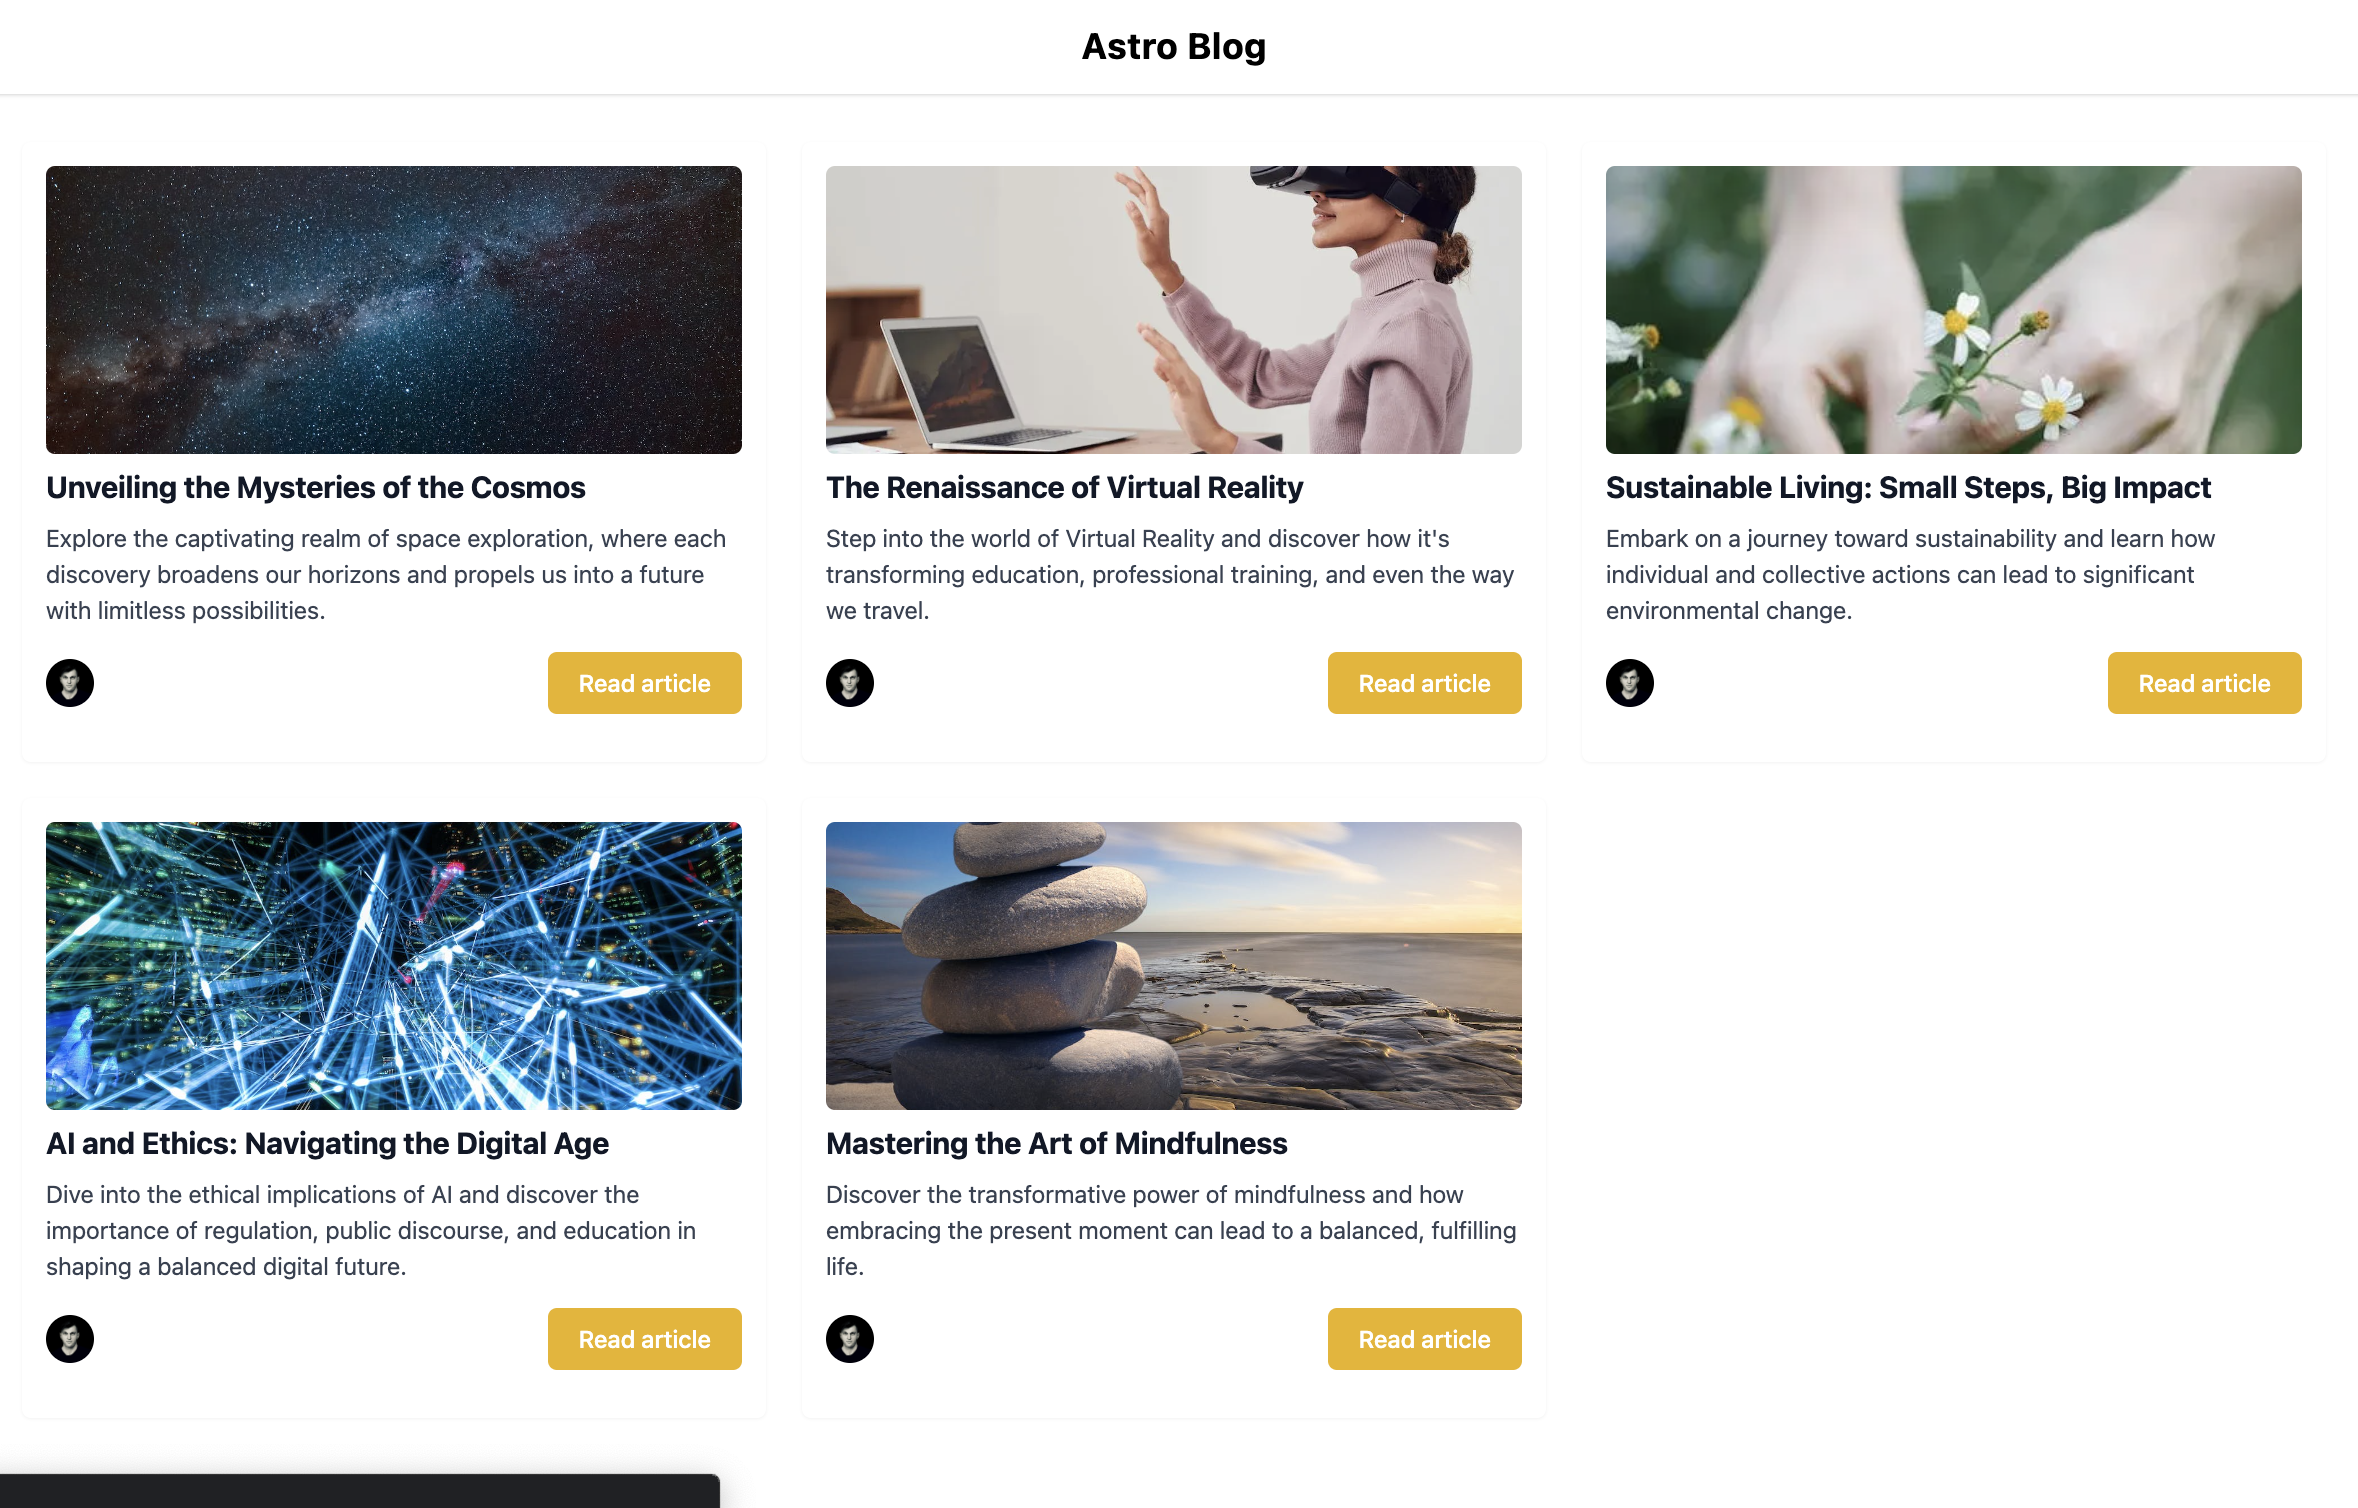 Astro Blog
Unveiling the Mysteries of the Cosmos
Explore the captivating realm of space exploration, where each
discovery broadens our horizons and propels us into a future
with limitless possibilities.
Read article
The Renaissance of Virtual Reality
Step into the world of Virtual Reality and discover how it's
transforming education, professional training, and even the way
we travel.
Read article
Sustainable Living: Small Steps, Big Impact
Embark on a journey toward sustainability and learn how
individual and collective actions can lead to significant
environmental change.
Read article
AI and Ethics: Navigating the Digital Age
Dive into the ethical implications of AI and discover the
importance of regulation, public discourse, and education in
shaping a balanced digital future.
Read article
Mastering the Art of Mindfulness
Discover the transformative power of mindfulness and how
embracing the present moment can lead to a balanced, fulfilling
life.
Read article